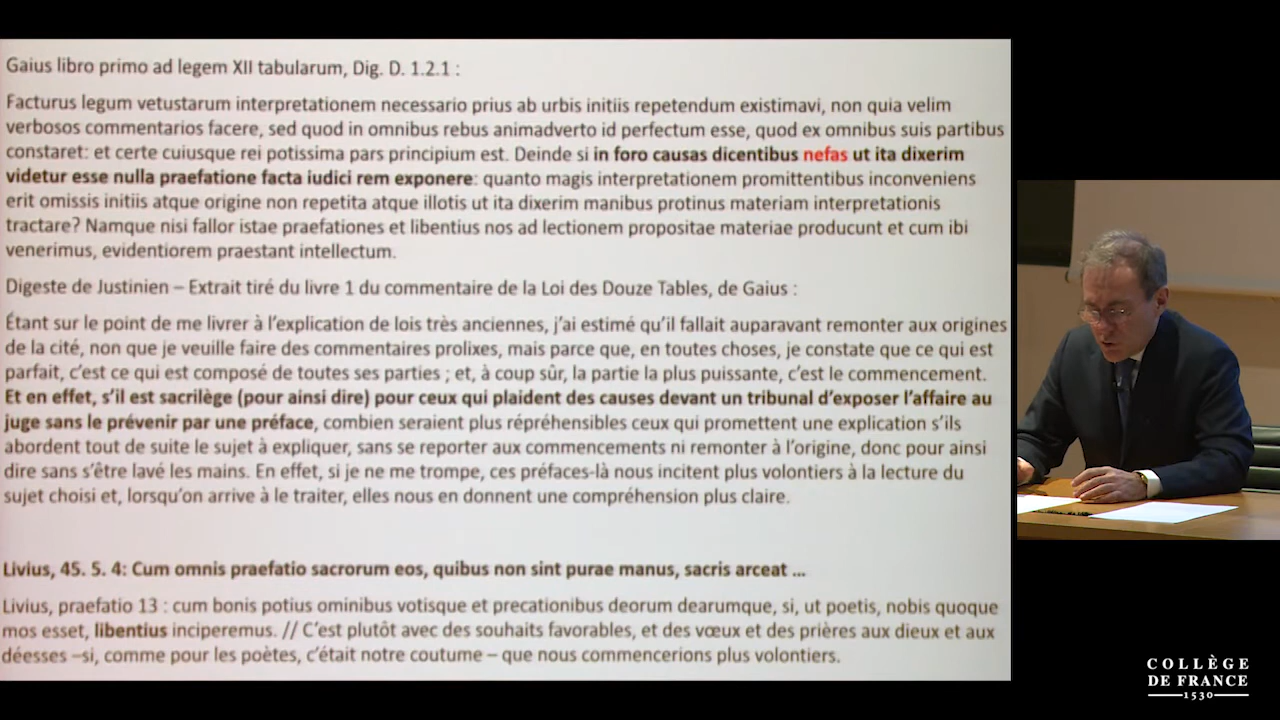 Gaius libro primo ad legem XII tabularum, Dig. D. 1.2.1 :
Facturus legum vetustarum interpretationem necessario prius ab urbis initiis repetendum existimavi, non quia velim
verbosos commentarios facere, sed quod in omnibus rebus animadverto id perfectum esse, quod ex omnibus suis partibus
constaret: et certe cuiusque rei potissima pars principium est. Deinde si in foro causas dicentibus nefas ut ita dixerim
videtur esse nulla praefatione facta iudici rem exponere: quanto magis interpretationem promittentibus inconveniens
erit omissis initiis atque origine non repetita atque illotis ut ita dixerim manibus protinus materiam interpretationis
tractare? Namque nisi fallor istae praefationes et libentius nos ad lectionem propositae materiae producunt et cum ibi
venerimus, evidentiorem praestant intellectum.
Digeste de Justinien – Extrait tiré du livre 1 du commentaire de la Loi des Douze Tables, de Gaius :
Étant sur le point de me livrer à l'explication de lois très anciennes, j'ai estimé qu'il fallait auparavant remonter aux origines
de la cité, non que je veuille faire des commentaires prolixes, mais parce que, en toutes choses, je constate que ce qui est
parfait, c'est ce qui est composé de toutes ses parties ; et, à coup sûr, la partie la plus puissante, c'est le commencement.
Et en effet, s'il est sacrilège (pour ainsi dire) pour ceux qui plaident des causes devant un tribunal d'exposer l'affaire au
juge sans le prévenir par une préface, combien seraient plus répréhensibles ceux qui promettent une explication s'ils
abordent tout de suite le sujet à expliquer, sans se reporter aux commencements ni remonter à l'origine, donc pour ainsi
dire sans s'être lavé les mains. En effet, si je ne me trompe, ces préfaces-là nous incitent plus volontiers à la lecture du
sujet choisi et, lorsqu'on arrive à le traiter, elles nous en donnent une compréhension plus claire.
Livius, 45. 5. 4: Cum omnis praefatio sacrorum eos, quibus non sint purae manus, sacris arceat ...
Livius, praefatio 13 : cum bonis potius ominibus votisque et precationibus deorum dearumque, si, ut poetis, nobis quoque
mos esset, libentius inciperemus. // C'est plutôt avec des souhaits favorables, et des vœux et des prières aux dieux et aux
déesses –si, comme pour les poètes, c'était notre coutume – que nous commencerions plus volontiers.
COLLÈGE
DE FRANCE
1530